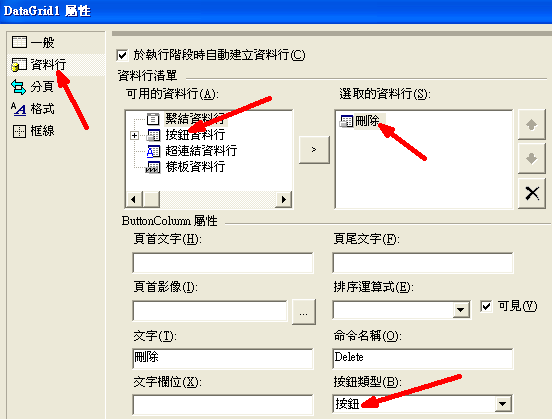 DataGrid1 屬性
一般
資料行
分頁
格式
框線
於執行階段時自動建立資料行(C)
資料行清單
可用的資料行(A):
選取的資料行(S):
繫結資料行
按鈕資料行
超連結資料行
樣板資料行
>
刪除
ButtonColumn 屬性
頁首文字(H):
頁尾文字(F):
頁首影像(I):
排序運算式(E):
...
可見(V)
文字(T):
命令名稱(O):
刪除
Delete
文字欄位(X):
按鈕類型(B):
按鈕